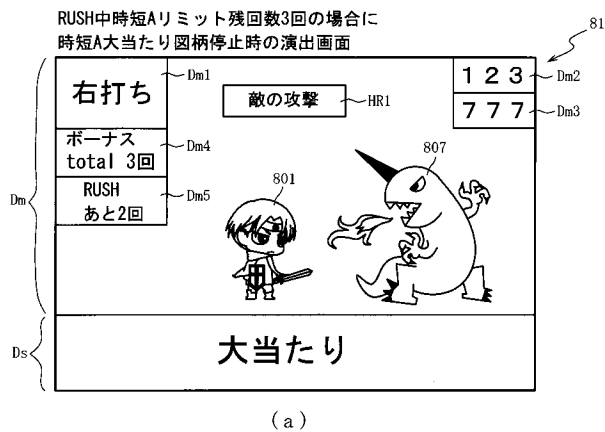 RUSH中時短Aリミット残回数3回の場合に
時短A大当たり図柄停止時の演出画面
81
右打ち
Dm1
敵の攻撃
HR1
1 2 3
Dm2
7 7 7
Dm3
ボーナス
total 3回
Dm4
RUSH
あと2回
Dm5
801
807
Dm
大当たり
Ds
(a)